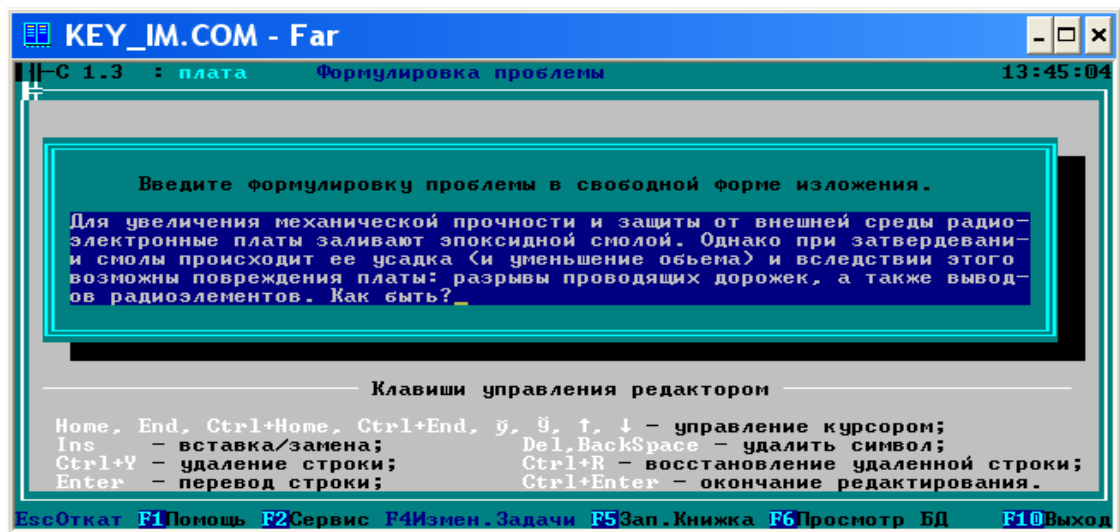 KEY_IM.COM - Far
С 1.3 : плата Формулировка проблемы 13:45:04
Введите формулировку проблемы в свободной форме изложения.
Для увеличения механической прочности и защиты от внешней среды радио-
электронные платы заливают эпоксидной смолой. Однако при затвердевани-
и смолы происходит ее усадка (и уменьшение обьема) и вследствии этого
возможны повреждения платы: разрывы проводящих дорожек, а также вывод-
ов радиоэлементов. Как быть?_
Клавиши управления редактором
Home, End, Ctrl+Home, Ctrl+End, ў, ў, ↑, ↓ - управление курсором;
Ins - вставка/замена; Del,BackSpace - удалить символ;
Ctrl+Y - удаление строки; Ctrl+R - восстановление удаленной строки;
Enter - перевод строки; Ctrl+Enter - окончание редактирования.
EscОткат F1Помощь F2Сервис F4Измен.Задачи F5Зап.Книжка F6Просмотр БД F10Выход